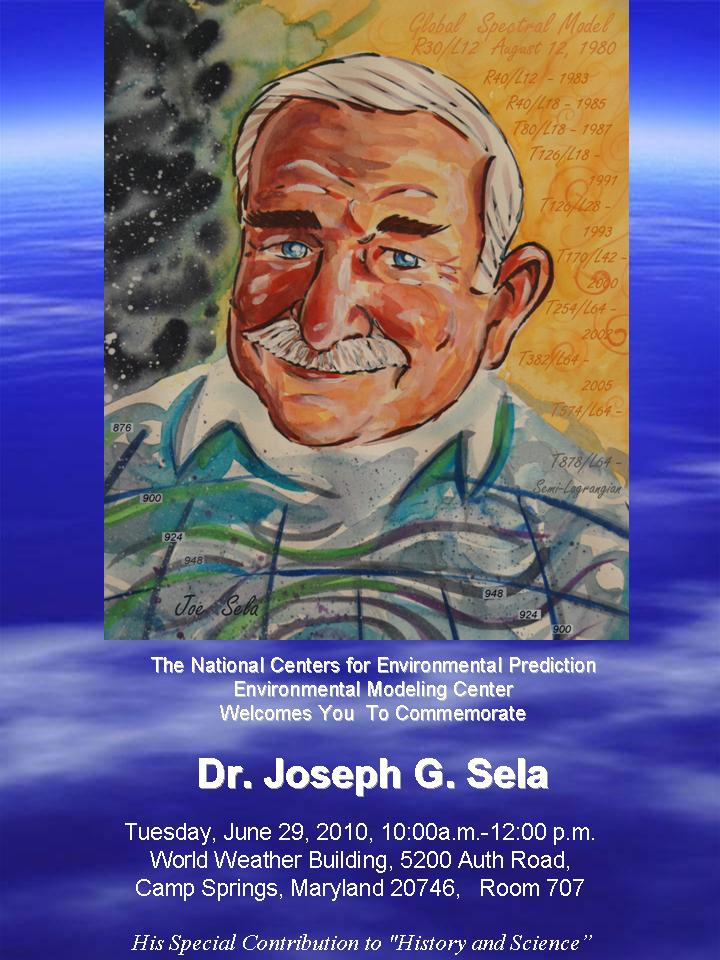 Global Spectral Model
R30/L12 August 12, 1980
R40/L12 - 1983
R40/L18 - 1985
T80/L18 - 1987
T126/L18 -
1991
T126/L28 -
1993
T170/L42 -
2000
T254/L64 -
2002
T382/L64 -
2005
T574/L64 -
T878/L64 -
Semi-Lagrangian
876
900
924
948
948
924
900
Joe Sela
The National Centers for Environmental Prediction
Environmental Modeling Center
Welcomes You To Commemorate
Dr. Joseph G. Sela
Tuesday, June 29, 2010, 10:00a.m.-12:00 p.m.
World Weather Building, 5200 Auth Road,
Camp Springs, Maryland 20746, Room 707
His Special Contribution to "History and Science”